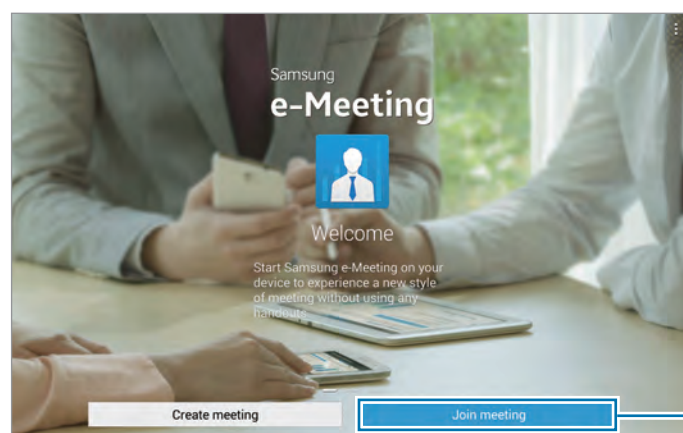 Samsung
e-Meeting
Welcome
Start Samsung e-Meeting on your
device to experience a new style
of meeting without using any
handouts
Create meeting
Join meeting